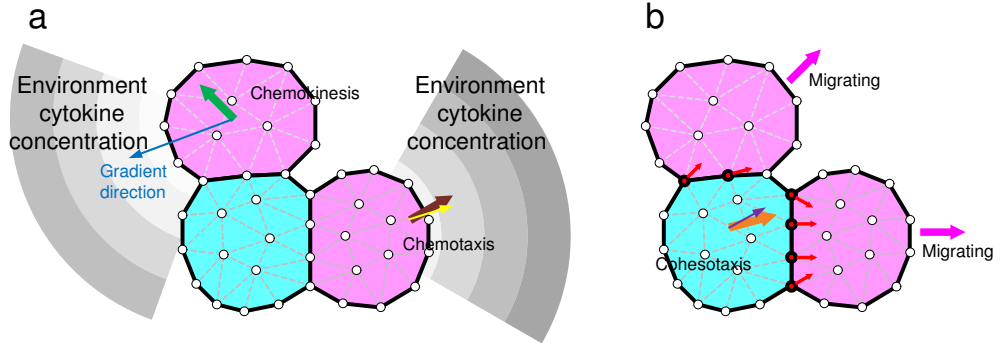 a
Environment
cytokine
concentration
Chemokinesis
Gradient
direction
Environment
cytokine
concentration
Chemotaxis
b
Migrating
Cohesotaxis
Migrating